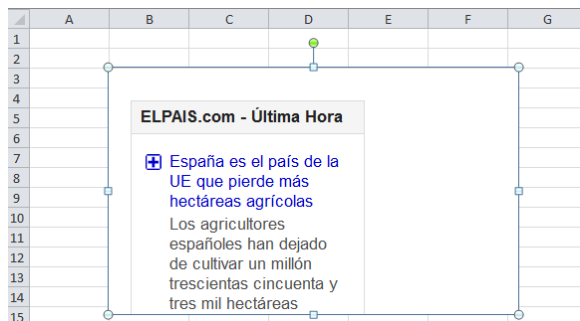 A B C D E F G
1
2
3
4
5
6
7
8
9
10
11
12
13
14
15
ELPAIS.com - Última Hora
España es el país de la
UE que pierde más
hectáreas agrícolas
Los agricultores
españoles han dejado
de cultivar un millón
trescientas cincuenta y
tres mil hectáreas